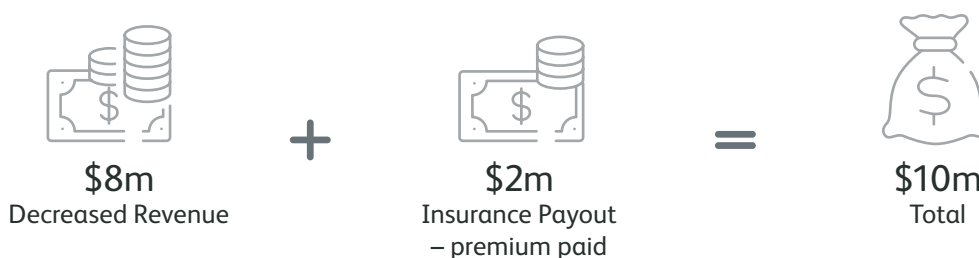 $8m
Decreased Revenue
+
$2m
Insurance Payout
– premium paid
=
$10m
Total